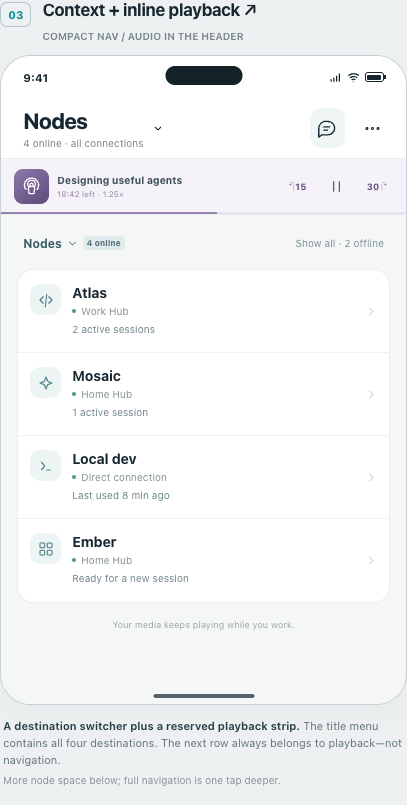 03
Context + inline playback ↗
COMPACT NAV / AUDIO IN THE HEADER
9:41
Nodes
4 online · all connections
Designing useful agents
18:42 left · 1.25×
15
30
Nodes
4 online
Show all · 2 offline
Atlas
Work Hub
2 active sessions
Mosaic
Home Hub
1 active session
Local dev
Direct connection
Last used 8 min ago
Ember
Home Hub
Ready for a new session
Your media keeps playing while you work.
A destination switcher plus a reserved playback strip. The title menu
contains all four destinations. The next row always belongs to playback—not
navigation.
More node space below; full navigation is one tap deeper.